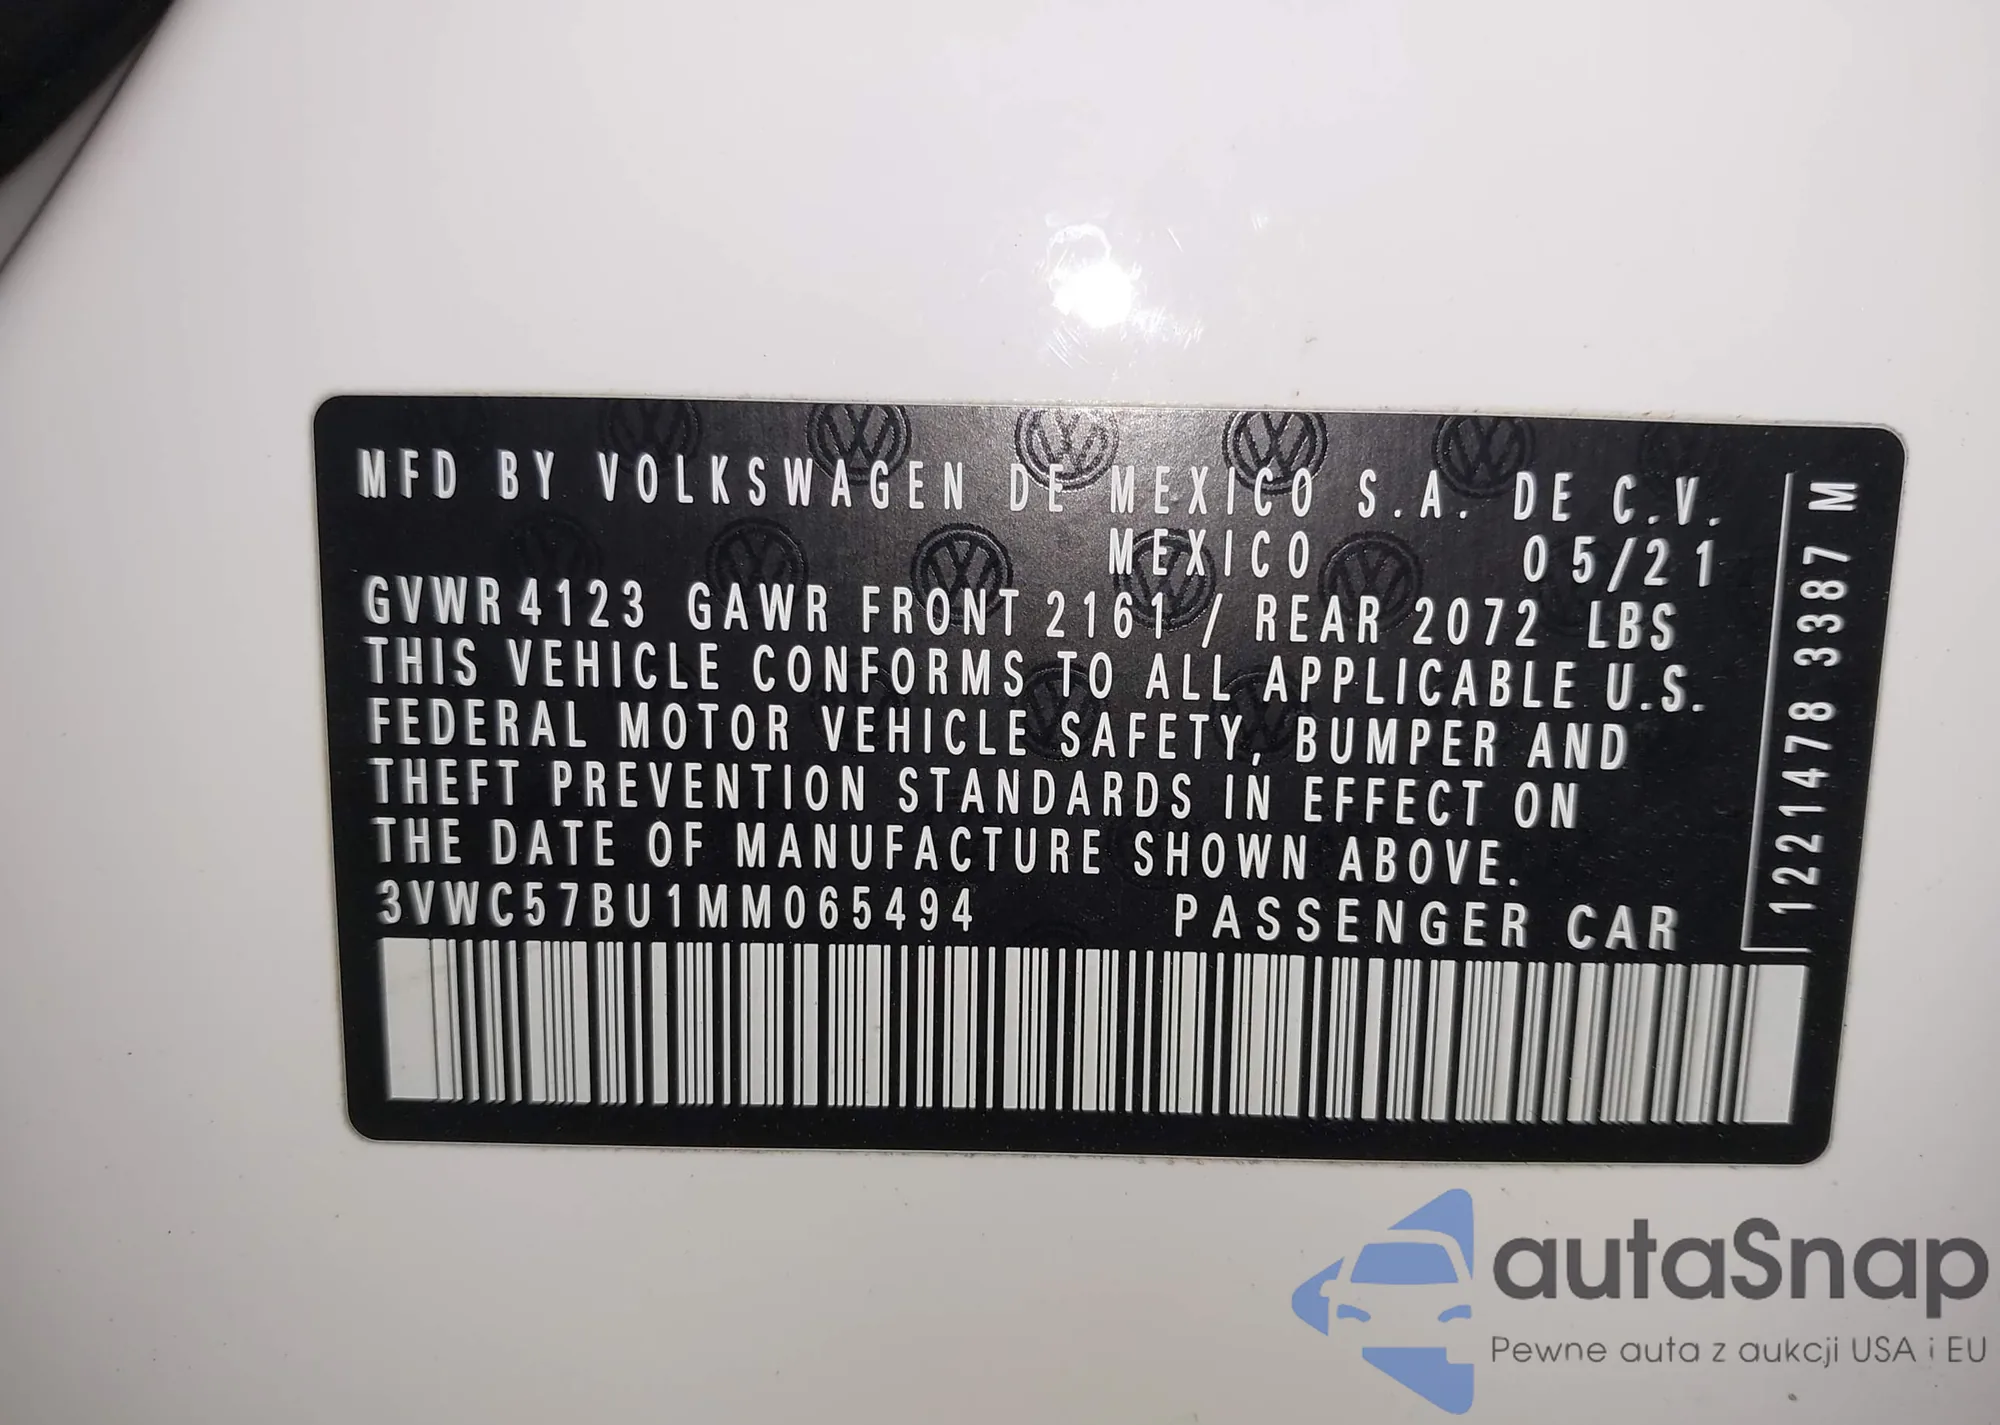 MFD BY VOLKSWAGEN DE MEXICO S.A. DE C.V.
MEXICO 05/21
GVWR 4123 GAWR FRONT 2161 / REAR 2072 LBS
THIS VEHICLE CONFORMS TO ALL APPLICABLE U.S.
FEDERAL MOTOR VEHICLE SAFETY, BUMPER AND
THEFT PREVENTION STANDARDS IN EFFECT ON
THE DATE OF MANUFACTURE SHOWN ABOVE.
3VWC57BU1MM065494 PASSENGER CAR
1221478 3387 M
autaSnap
Pewne auta z aukcji USA i EU